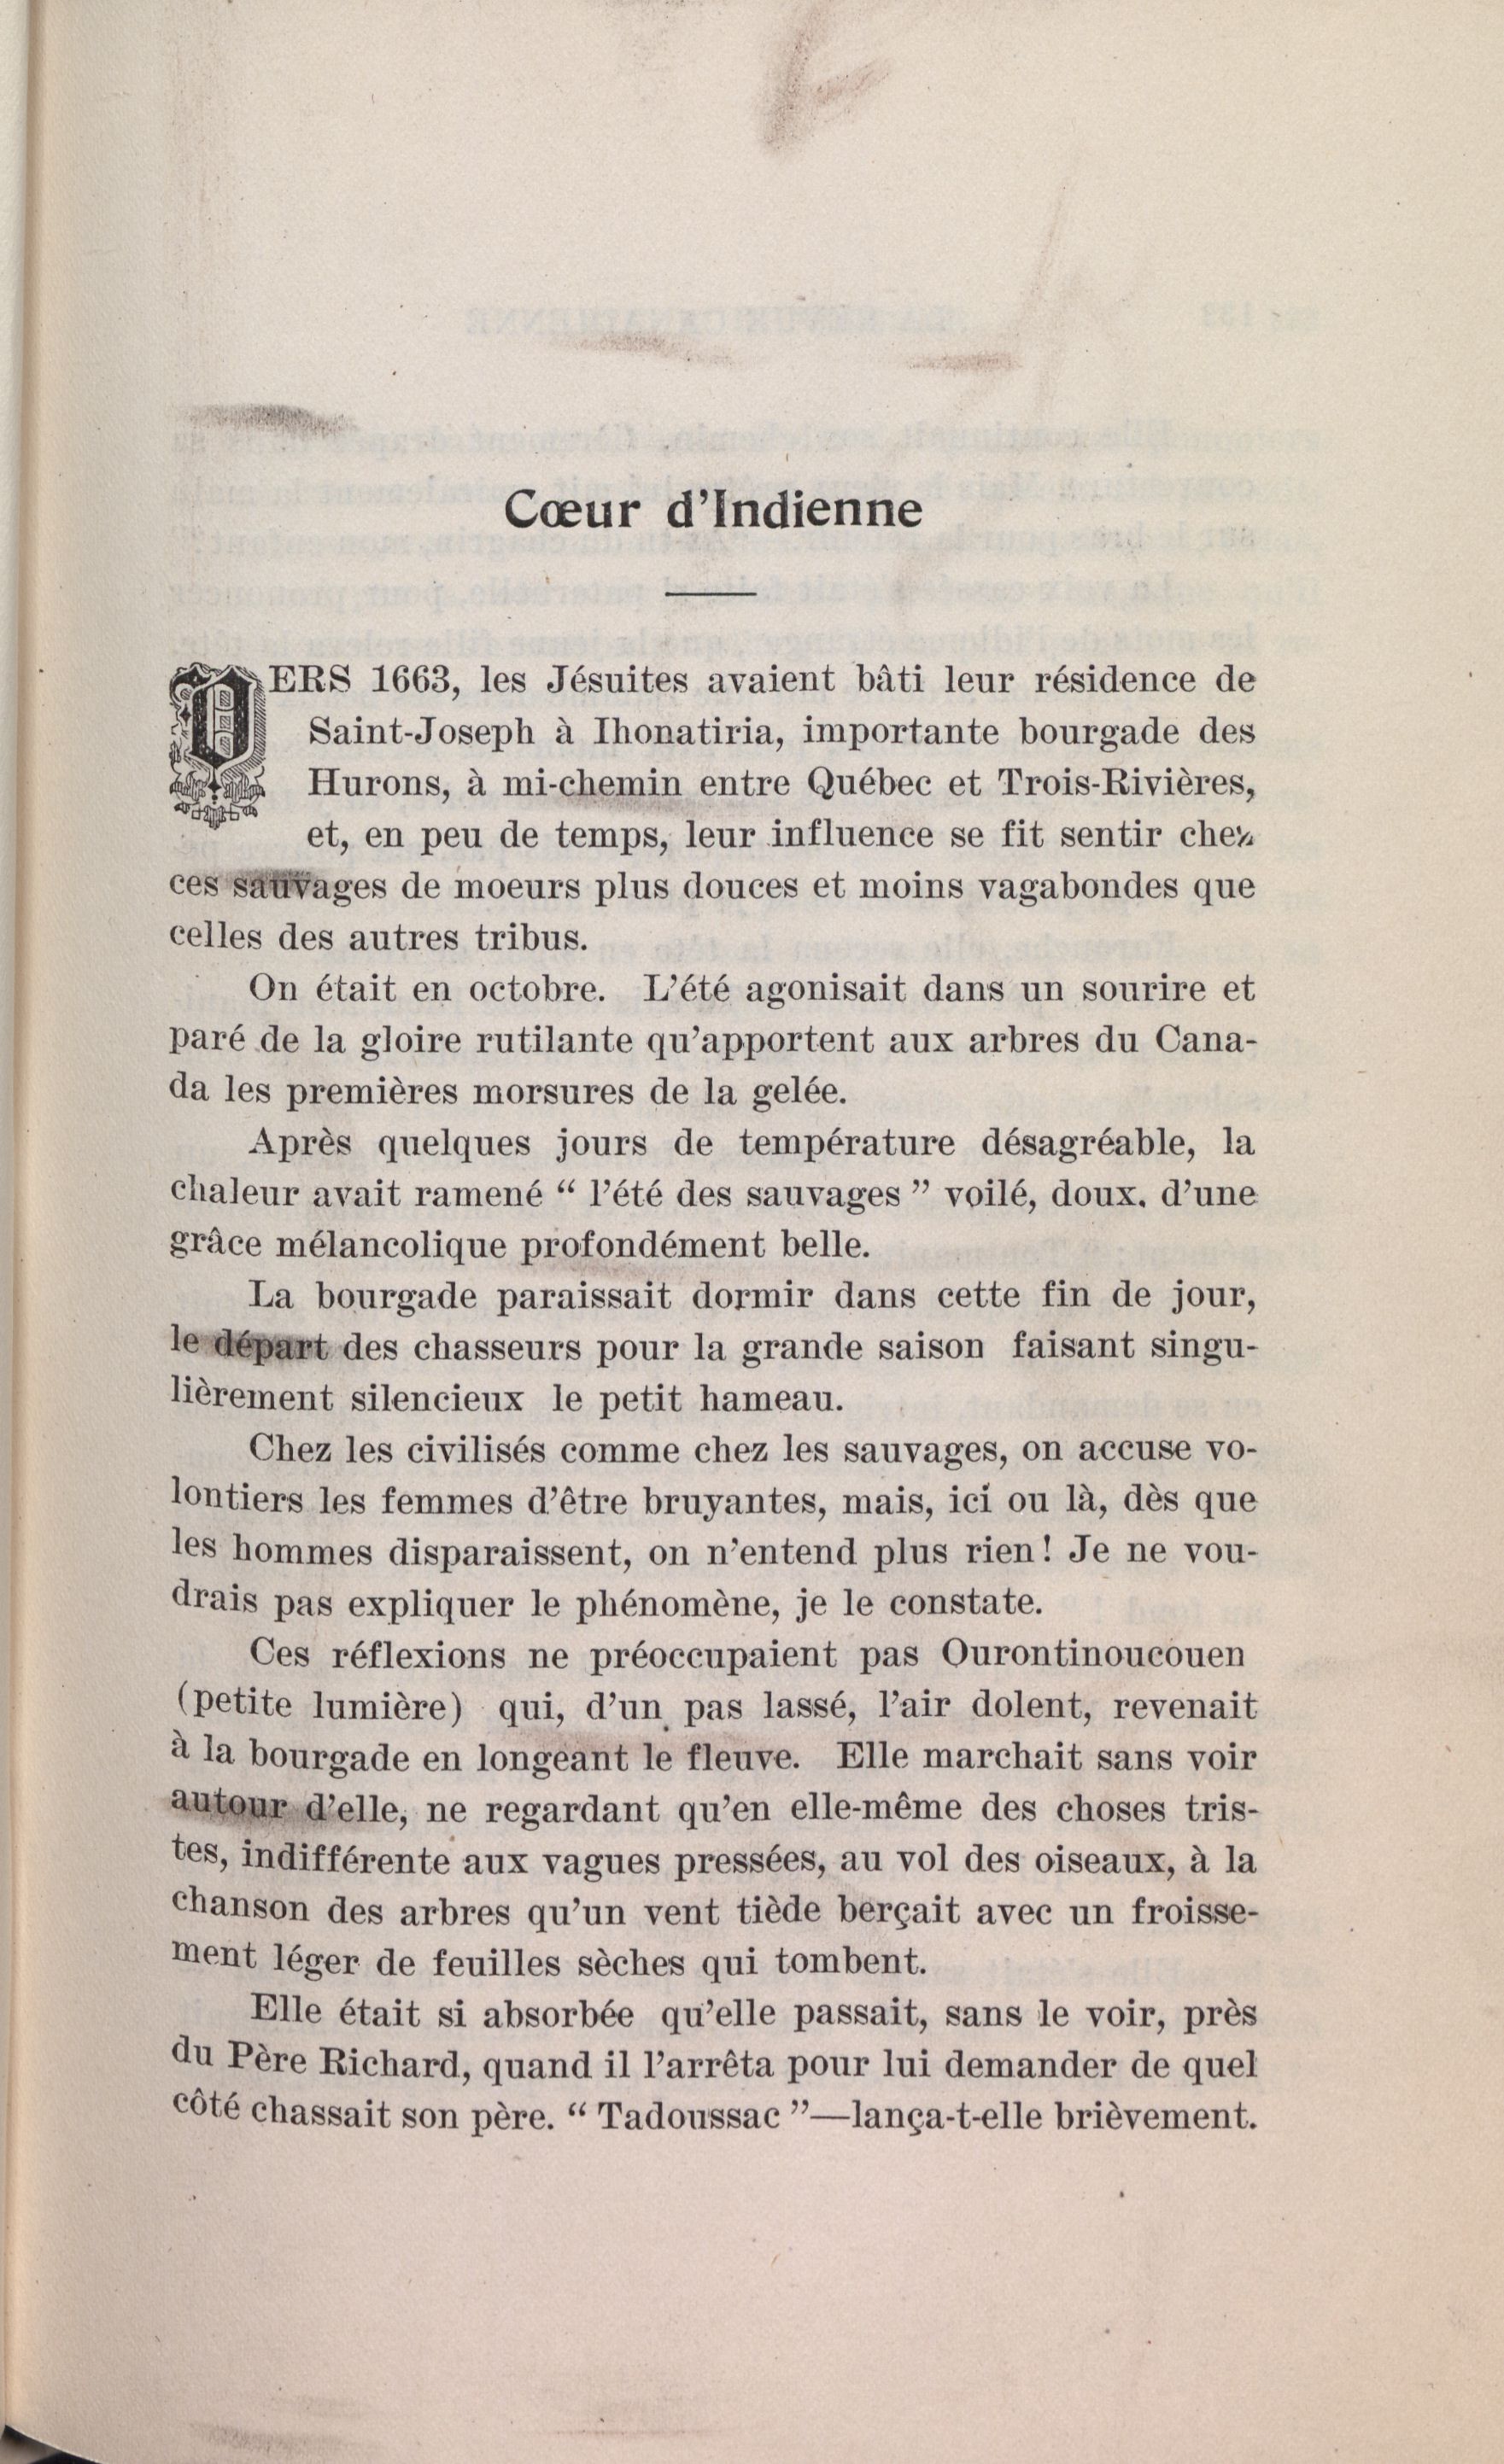 Cœur d'Indienne
VERS 1663, les Jésuites avaient bâti leur résidence de
Saint-Joseph à Ihonatiria, importante bourgade des
Hurons, à mi-chemin entre Québec et Trois-Rivières,
et, en peu de temps, leur influence se fit sentir chez
ces sauvages de moeurs plus douces et moins vagabondes que
celles des autres tribus.
On était en octobre. L'été agonisait dans un sourire et
paré de la gloire rutilante qu'apportent aux arbres du Cana-
da les premières morsures de la gelée.
Après quelques jours de température désagréable, la
chaleur avait ramené “ l'été des sauvages ” voilé, doux. d'une
grâce mélancolique profondément belle.
La bourgade paraissait dormir dans cette fin de jour,
le départ des chasseurs pour la grande saison faisant singu-
lièrement silencieux le petit hameau.
Chez les civilisés comme chez les sauvages, on accuse vo-
lontiers les femmes d'être bruyantes, mais, ici ou là, dès que
les hommes disparaissent, on n'entend plus rien! Je ne vou-
drais pas expliquer le phénomène, je le constate.
Ces réflexions ne préoccupaient pas Ourontinoucouen
(petite lumière) qui, d'un pas lassé, l'air dolent, revenait
à la bourgade en longeant le fleuve. Elle marchait sans voir
autour d'elle, ne regardant qu'en elle-même des choses tris-
tes, indifférente aux vagues pressées, au vol des oiseaux, à la
chanson des arbres qu'un vent tiède berçait avec un froisse-
ment léger de feuilles sèches qui tombent.
Elle était si absorbée qu'elle passait, sans le voir, près
du Père Richard, quand il l'arrêta pour lui demander de quel
côté chassait son père. “ Tadoussac ”—lança-t-elle brièvement.